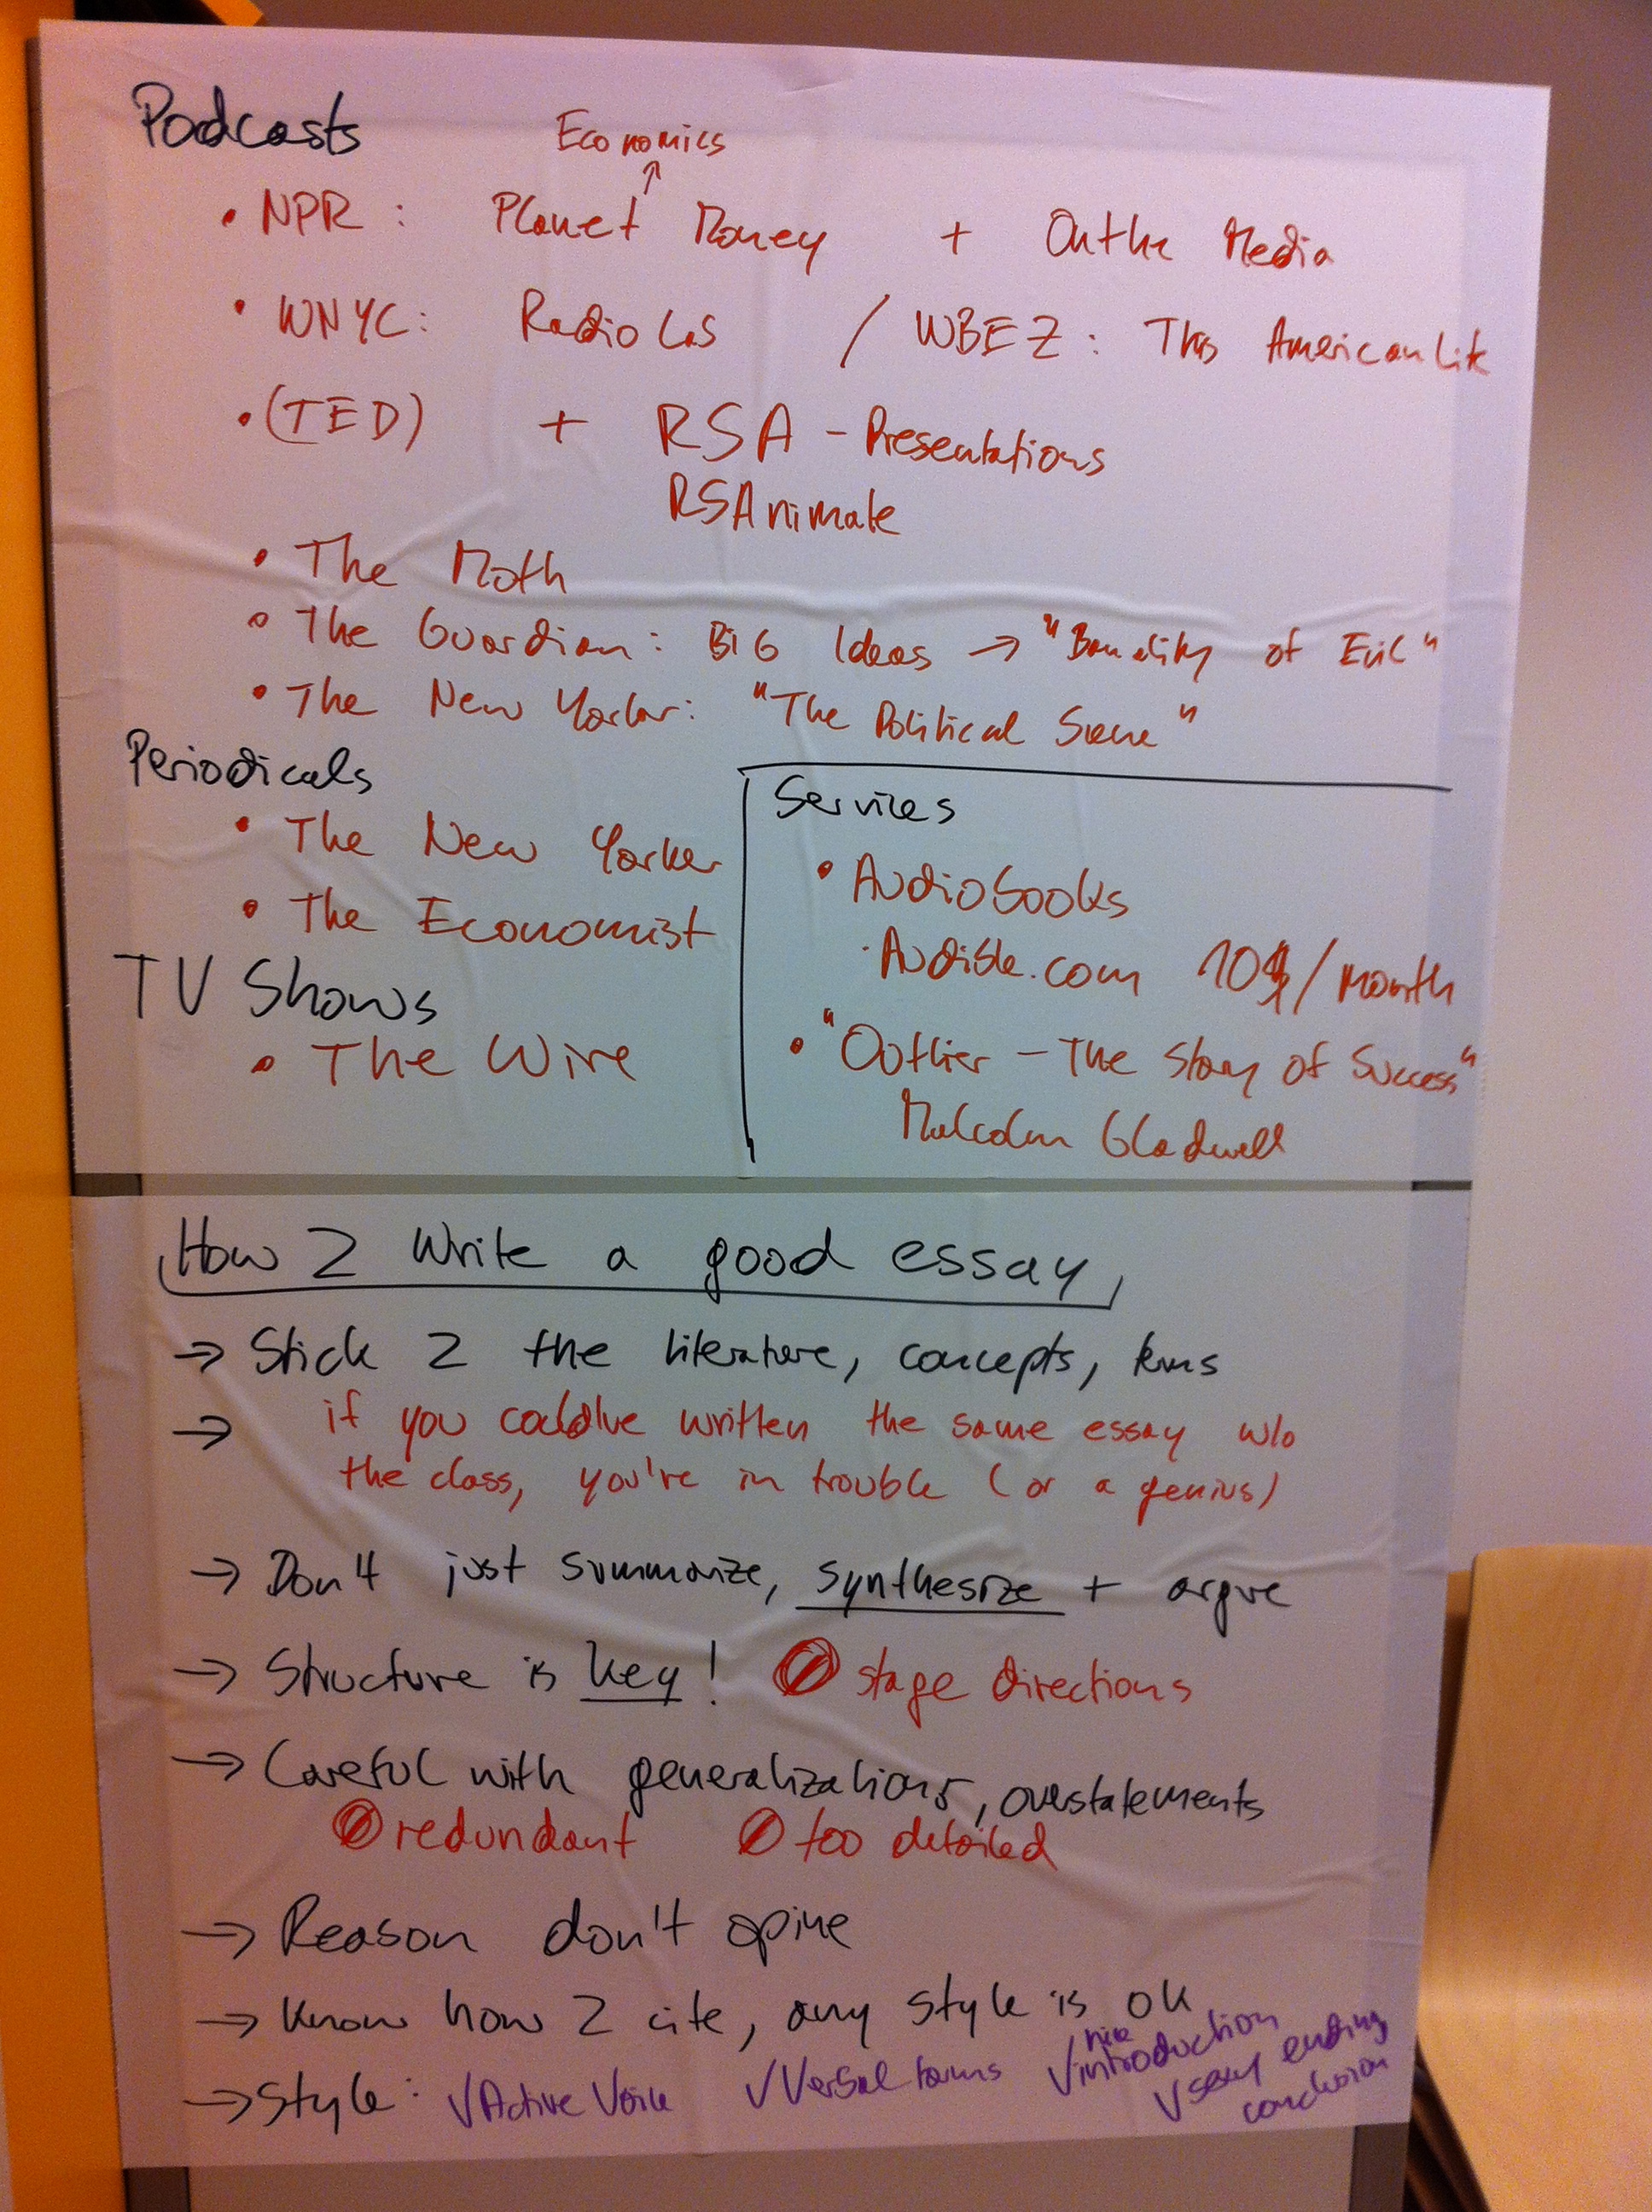 Podcasts
Economics
↑
• NPR: Planet Money + On the Media
• WNYC: Radio Lab / WBEZ: This American Life
• (TED) + RSA - Presentations
RSAnimate
• The Moth
• The Guardian: BIG Ideas → "Banality of Evil"
• The New Yorker: "The Political Scene"
Periodicals
• The New Yorker
• The Economist
TV Shows
• The Wire
Services
• Audiobooks
· Audible.com 10$/month
• "Outlier - The Story of Success"
Malcolm Gladwell
How 2 Write a good essay
→ Stick 2 the literature, concepts, terms
→ if you could've written the same essay w/o
the class, you're in trouble (or a genius)
→ Don't just summarize, synthesize + argue
→ Structure is key! stage directions
→ Careful with generalizations, overstatements
redundant too detailed
→ Reason don't opine
→ Know how 2 cite, any style is ok
→ Style: √ Active Voice √ Verbal forms √ nice introduction
√ sexy ending
conclusion